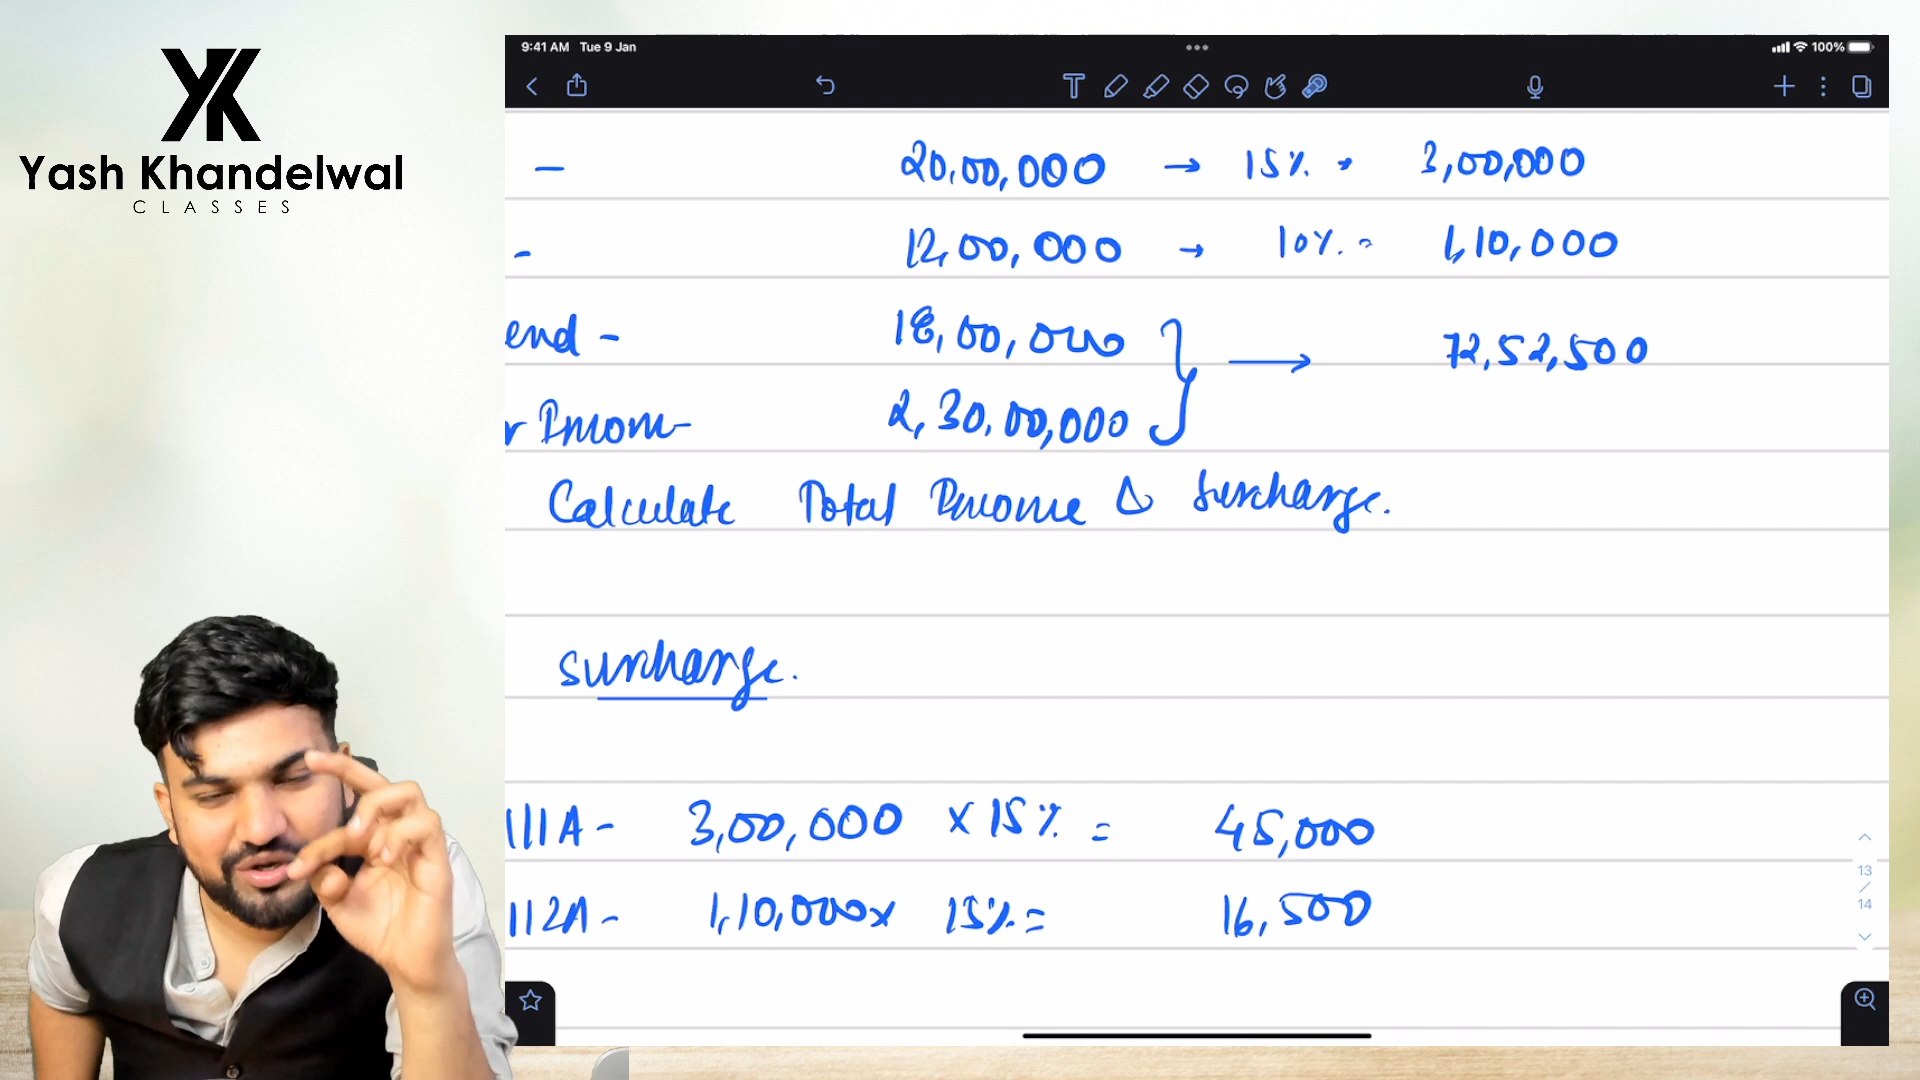 YK
Yash Khandelwal
CLASSES
9:41 AM Tue 9 Jan
100%
- 20,00,000 → 15% = 3,00,000
- 12,00,000 → 10% = 1,10,000
end - 18,00,000
72,52,500
r Income - 2,30,00,000
Calculate Total Income & Surcharge.
Surcharge.
111A - 3,00,000 × 15% = 45,000
112A - 1,10,000 × 15% = 16,500
13
/
14